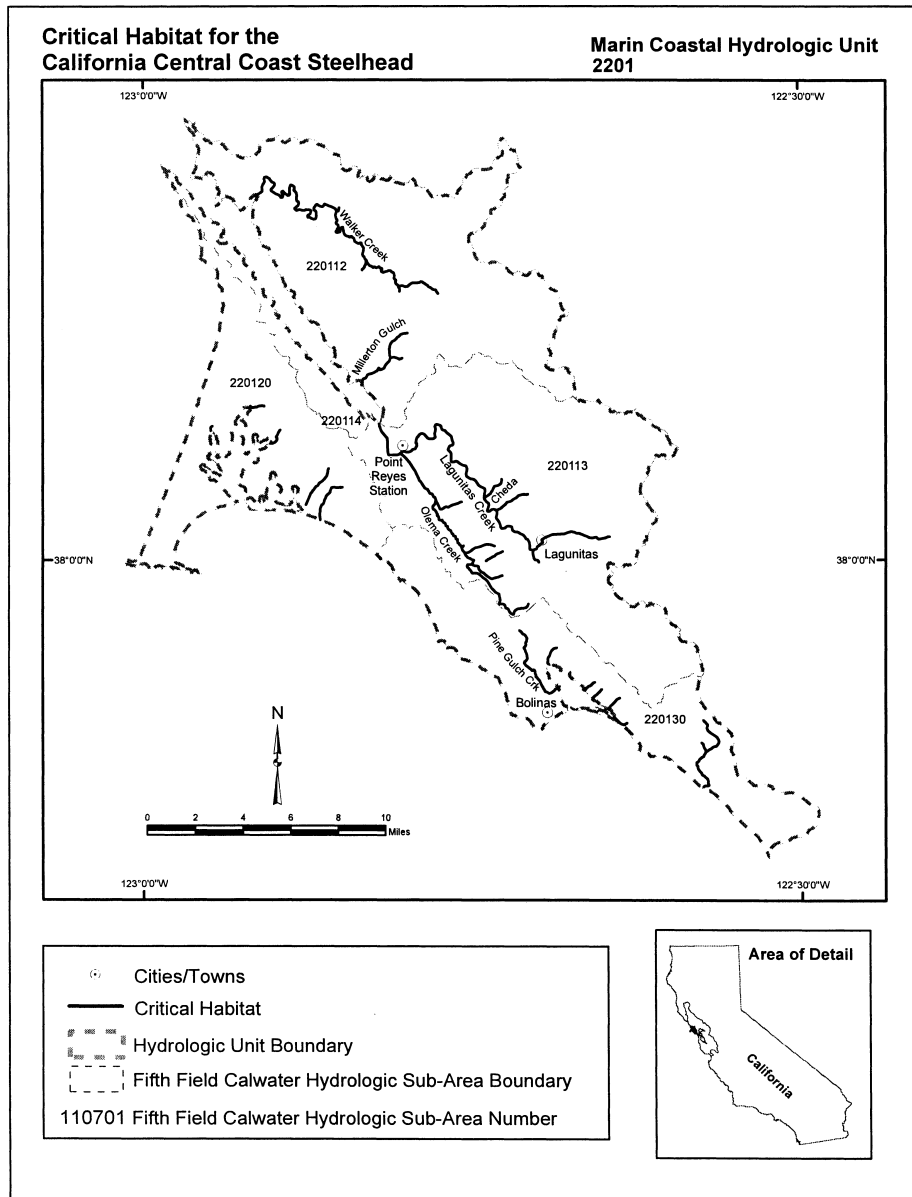 Critical Habitat for the
California Central Coast Steelhead
Marin Coastal Hydrologic Unit
2201
123°0'0"W
122°30'0"W
Walker Creek
220112
Millerton Gulch
220120
220114
Point
Reyes
Station
Lagunitas Creek
Cheda
220113
Olema Creek
Lagunitas
38°0'0"N
38°0'0"N
Pine Gulch Crk
Bolinas
220130
N
0 2 4 6 8 10
Miles
123°0'0"W
122°30'0"W
Cities/Towns
Critical Habitat
Hydrologic Unit Boundary
Fifth Field Calwater Hydrologic Sub-Area Boundary
110701 Fifth Field Calwater Hydrologic Sub-Area Number
Area of Detail
California